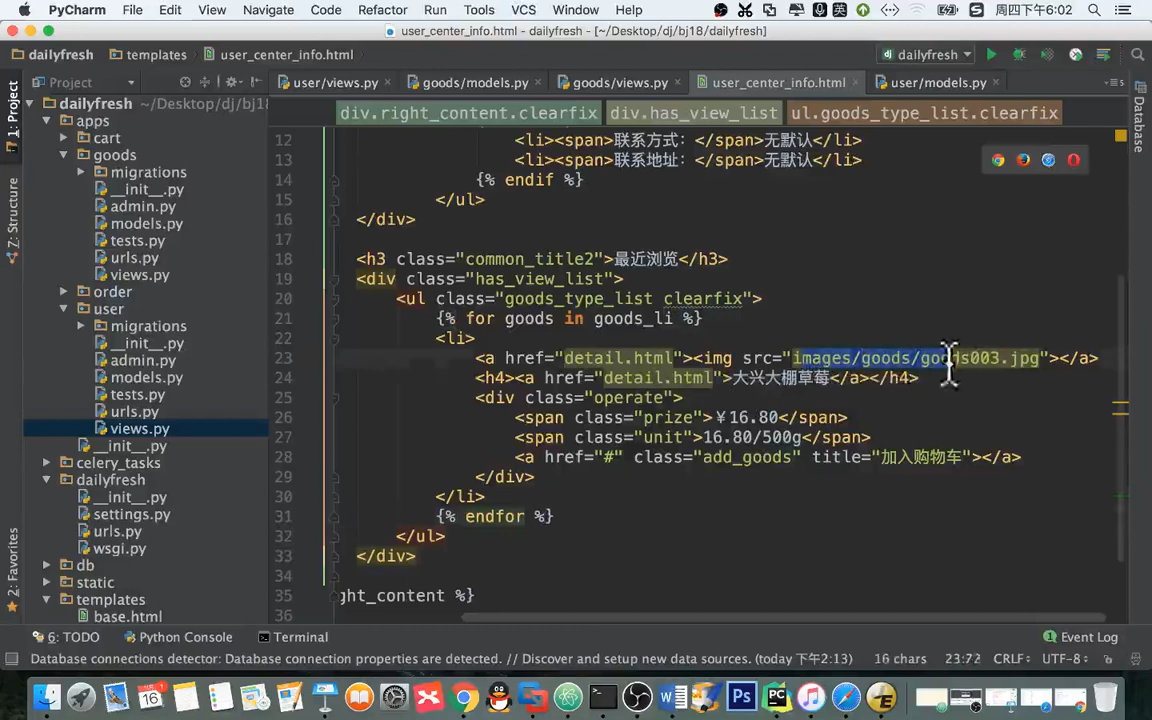 PyCharm File Edit View Navigate Code Refactor Run Tools VCS Window Help 英 周四下午6:02
user_center_info.html - dailyfresh - [~/Desktop/dj/bj18/dailyfresh]
dailyfresh templates user_center_info.html dailyfresh
Project user/views.py × goods/models.py × goods/views.py × user_center_info.html × user/models.py ×
dailyfresh ~/Desktop/dj/bj18
apps
cart
goods
migrations
__init__.py
admin.py
models.py
tests.py
urls.py
views.py
order
user
migrations
__init__.py
admin.py
models.py
tests.py
urls.py
views.py
__init__.py
celery_tasks
dailyfresh
__init__.py
settings.py
urls.py
wsgi.py
db
static
templates
base.html
1: Project
7: Structure
2: Favorites
Database
div.right_content.clearfix div.has_view_list ul.goods_type_list.clearfix
12 <li><span>联系方式：</span>无默认</li>
13 <li><span>联系地址：</span>无默认</li>
14 {% endif %}
15 </ul>
16 </div>
17
18 <h3 class="common_title2">最近浏览</h3>
19 <div class="has_view_list">
20 <ul class="goods_type_list clearfix">
21 {% for goods in goods_li %}
22 <li>
23 <a href="detail.html"><img src="images/goods/goods003.jpg"></a>
24 <h4><a href="detail.html">大兴大棚草莓</a></h4>
25 <div class="operate">
26 <span class="prize">￥16.80</span>
27 <span class="unit">16.80/500g</span>
28 <a href="#" class="add_goods" title="加入购物车"></a>
29 </div>
30 </li>
31 {% endfor %}
32 </ul>
33 </div>
34
35 ght_content %}
36
6: TODO Python Console Terminal 1 Event Log
Database connections detector: Database connection properties are detected. // Discover and setup new data sources. (today 下午2:13) 16 chars 23:72 CRLF÷ UTF-8÷